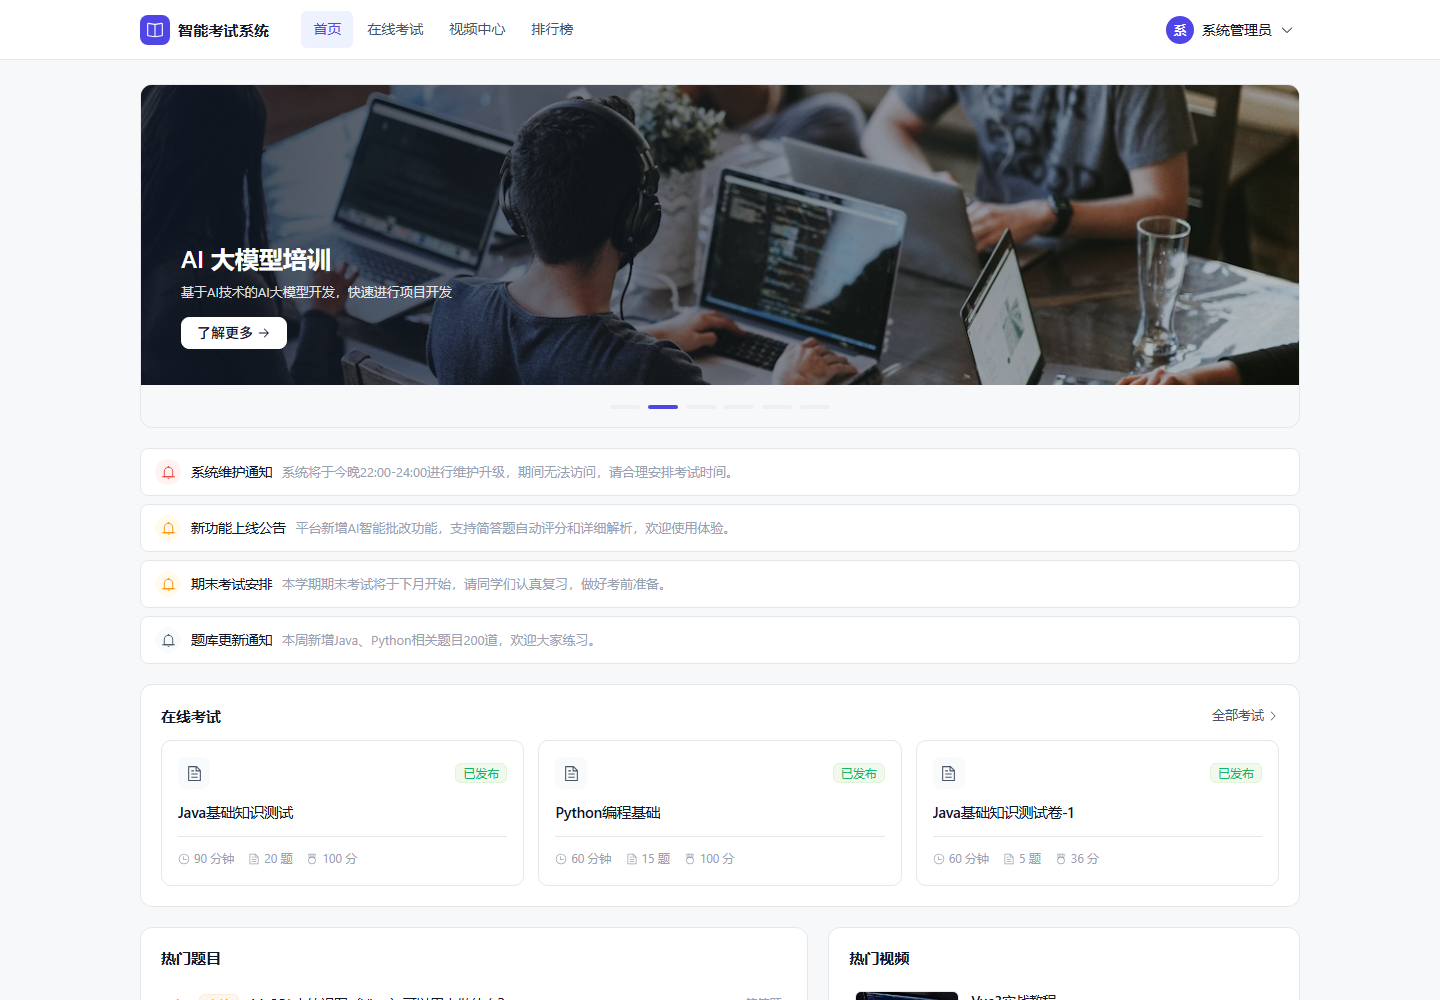 智能考试系统
首页
在线考试
视频中心
排行榜
系
系统管理员
AI 大模型培训
基于AI技术的AI大模型开发，快速进行项目开发
了解更多
系统维护通知 系统将于今晚22:00-24:00进行维护升级，期间无法访问，请合理安排考试时间。
新功能上线公告 平台新增AI智能批改功能，支持简答题自动评分和详细解析，欢迎使用体验。
期末考试安排 本学期期末考试将于下月开始，请同学们认真复习，做好考前准备。
题库更新通知 本周新增Java、Python相关题目200道，欢迎大家练习。
在线考试
全部考试
已发布
Java基础知识测试
90 分钟 20 题 100 分
已发布
Python编程基础
60 分钟 15 题 100 分
已发布
Java基础知识测试卷-1
60 分钟 5 题 36 分
热门题目
热门视频